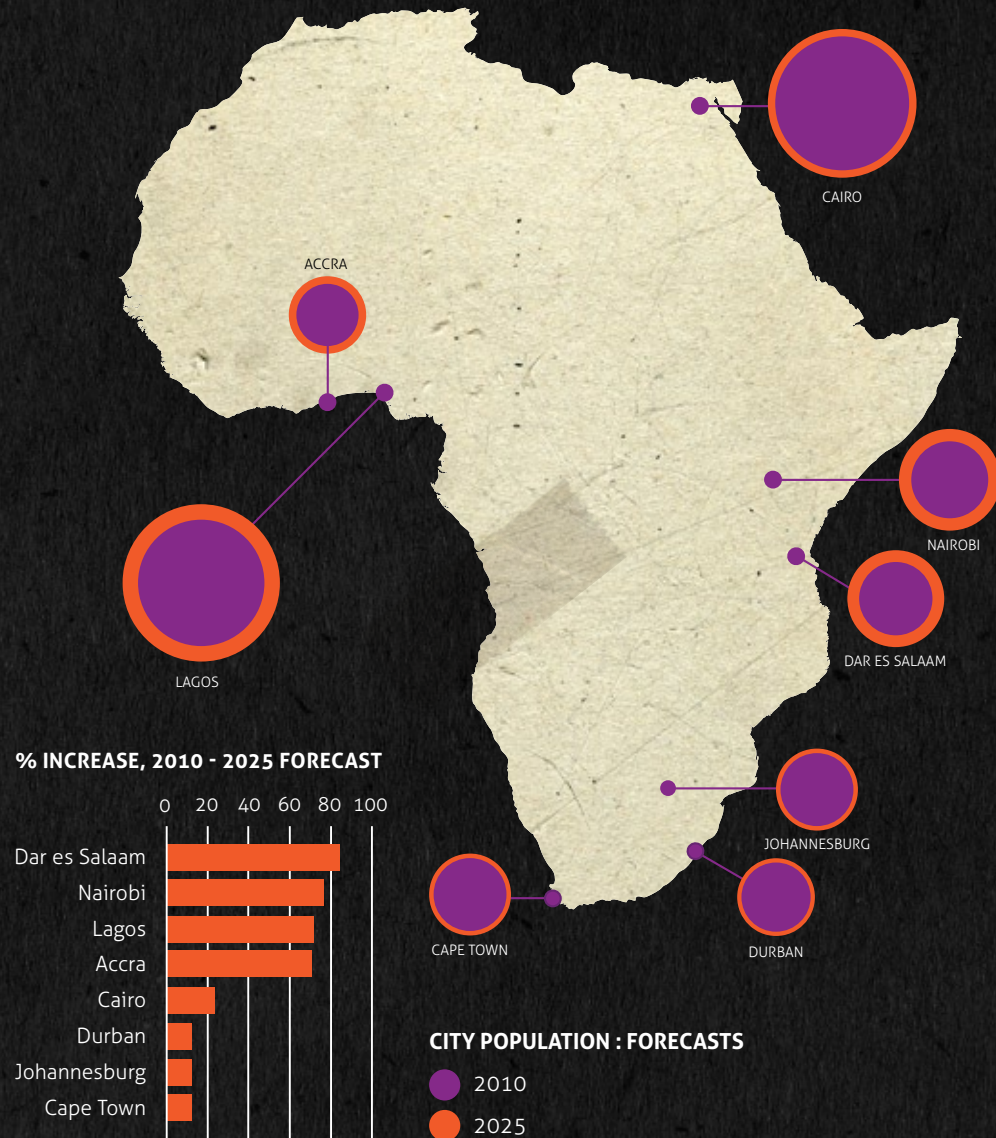 CAIRO
ACCRA
NAIROBI
DAR ES SALAAM
LAGOS
% INCREASE, 2010 - 2025 FORECAST
0 20 40 60 80 100
Dar es Salaam
Nairobi
Lagos
Accra
Cairo
Durban
Johannesburg
Cape Town
JOHANNESBURG
CAPE TOWN
DURBAN
CITY POPULATION : FORECASTS
2010
2025